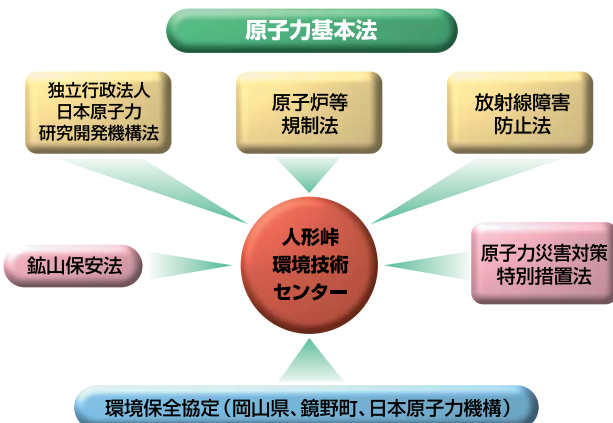 原子力基本法
独立行政法人
日本原子力
研究開発機構法
原子炉等
規制法
放射線障害
防止法
人形峠
環境技術
センター
鉱山保安法
原子力災害対策
特別措置法
環境保全協定（岡山県、鏡野町、日本原子力機構）